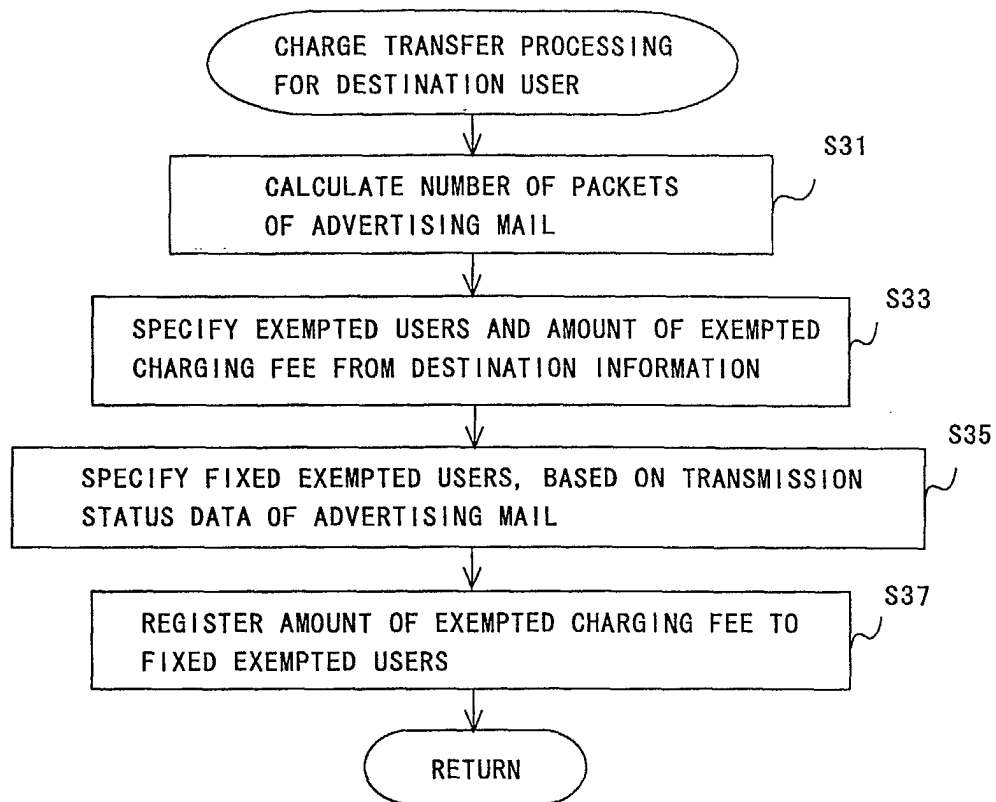 CHARGE TRANSFER PROCESSING
FOR DESTINATION USER
S31
CALCULATE NUMBER OF PACKETS
OF ADVERTISING MAIL
S33
SPECIFY EXEMPTED USERS AND AMOUNT OF EXEMPTED
CHARGING FEE FROM DESTINATION INFORMATION
S35
SPECIFY FIXED EXEMPTED USERS, BASED ON TRANSMISSION
STATUS DATA OF ADVERTISING MAIL
S37
REGISTER AMOUNT OF EXEMPTED CHARGING FEE TO
FIXED EXEMPTED USERS
RETURN